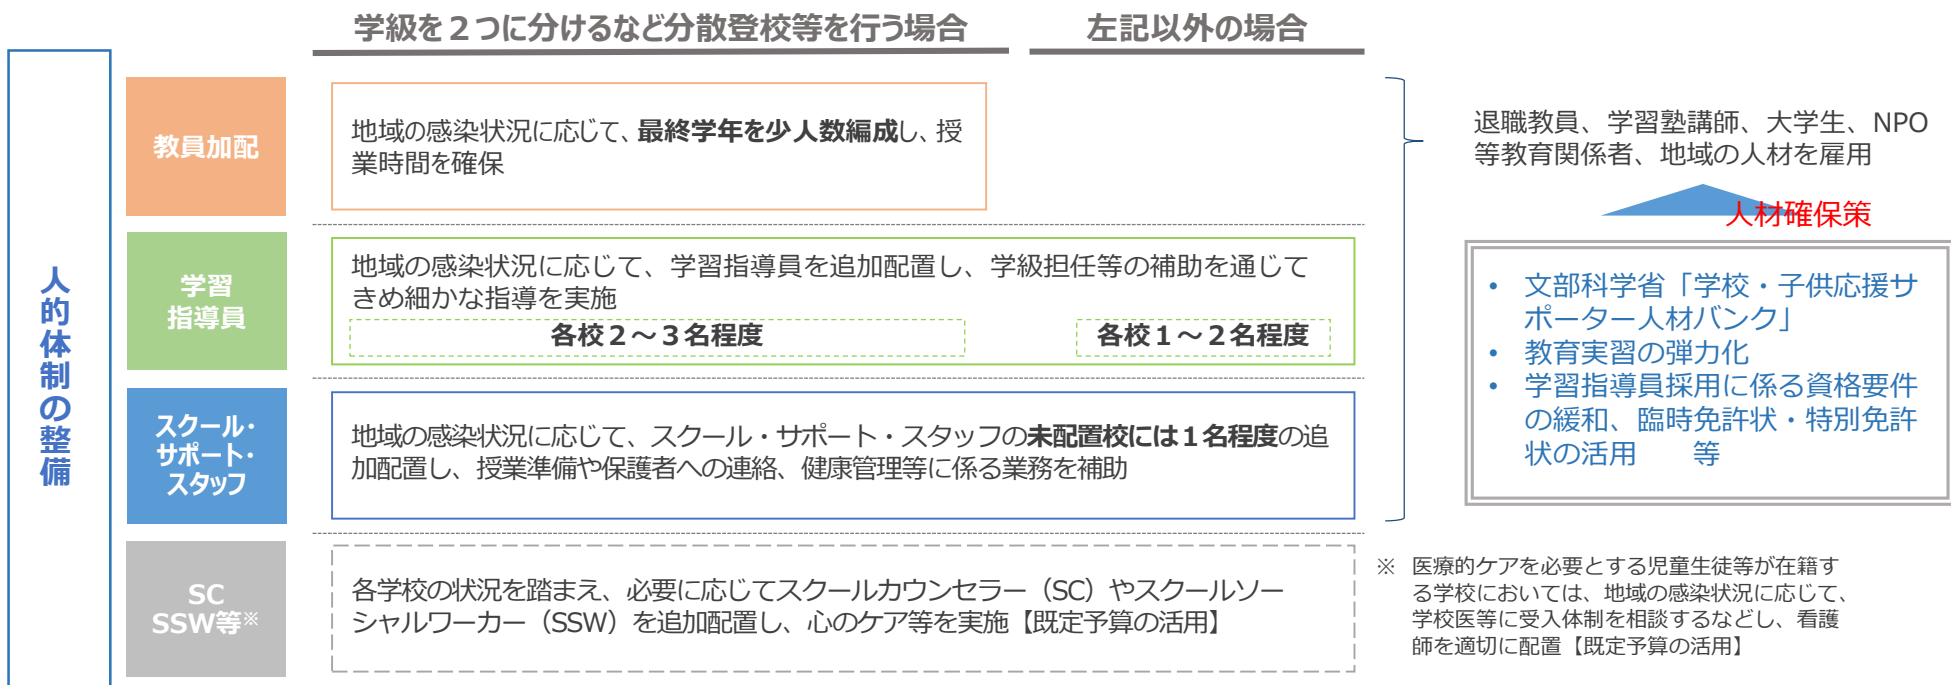 学級を２つに分けるなど分散登校等を行う場合
左記以外の場合
人的体制の整備
教員加配
地域の感染状況に応じて、最終学年を少人数編成し、授
業時間を確保
学習
指導員
地域の感染状況に応じて、学習指導員を追加配置し、学級担任等の補助を通じて
きめ細かな指導を実施
各校２～３名程度
各校１～２名程度
スクール・
サポート・
スタッフ
地域の感染状況に応じて、スクール・サポート・スタッフの未配置校には１名程度の追
加配置し、授業準備や保護者への連絡、健康管理等に係る業務を補助
SC
SSW等※
各学校の状況を踏まえ、必要に応じてスクールカウンセラー（SC）やスクールソー
シャルワーカー（SSW）を追加配置し、心のケア等を実施【既定予算の活用】
退職教員、学習塾講師、大学生、NPO
等教育関係者、地域の人材を雇用
人材確保策
• 文部科学省「学校・子供応援サ
ポーター人材バンク」
• 教育実習の弾力化
• 学習指導員採用に係る資格要件
の緩和、臨時免許状・特別免許
状の活用　　等
※ 医療的ケアを必要とする児童生徒等が在籍す
る学校においては、地域の感染状況に応じて、
学校医等に受入体制を相談するなどし、看護
師を適切に配置【既定予算の活用】